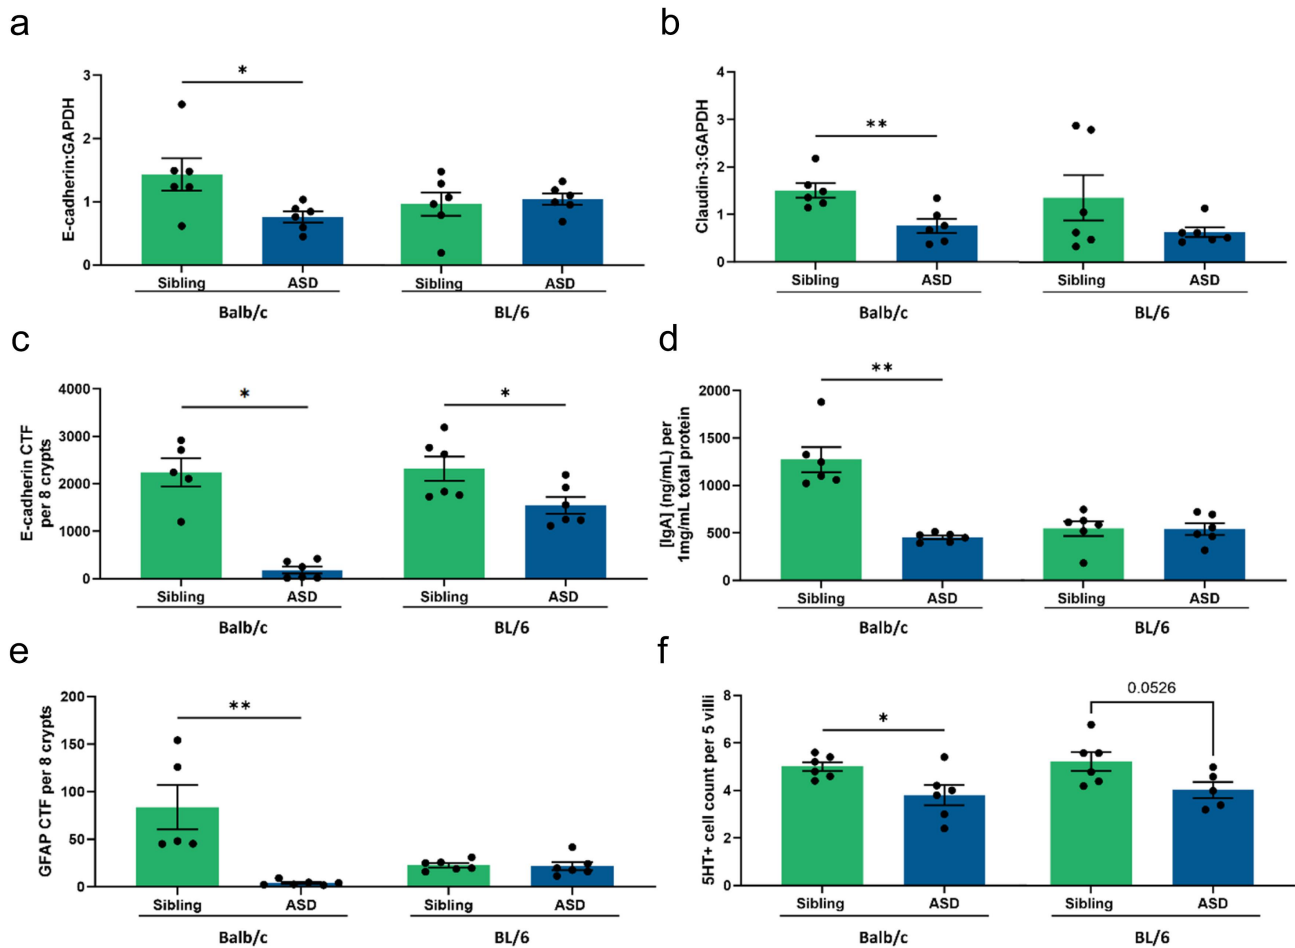 a
E-cadherin:GAPDH
3
2
1
0
*
Sibling ASD Sibling ASD
Balb/c BL/6
b
Claudin-3:GAPDH
4
3
2
1
0
**
Sibling ASD Sibling ASD
Balb/c BL/6
c
E-cadherin CTF
per 8 crypts
4000
3000
2000
1000
0
* *
Sibling ASD Sibling ASD
Balb/c BL/6
d
[IgA] (ng/mL) per
1mg/mL total protein
2000
1500
1000
500
0
**
Sibling ASD Sibling ASD
Balb/c BL/6
e
GFAP CTF per 8 crypts
200
150
100
50
0
**
Sibling ASD Sibling ASD
Balb/c BL/6
f
5HT+ cell count per 5 villi
8
6
4
2
0
*
0.0526
Sibling ASD Sibling ASD
Balb/c BL/6